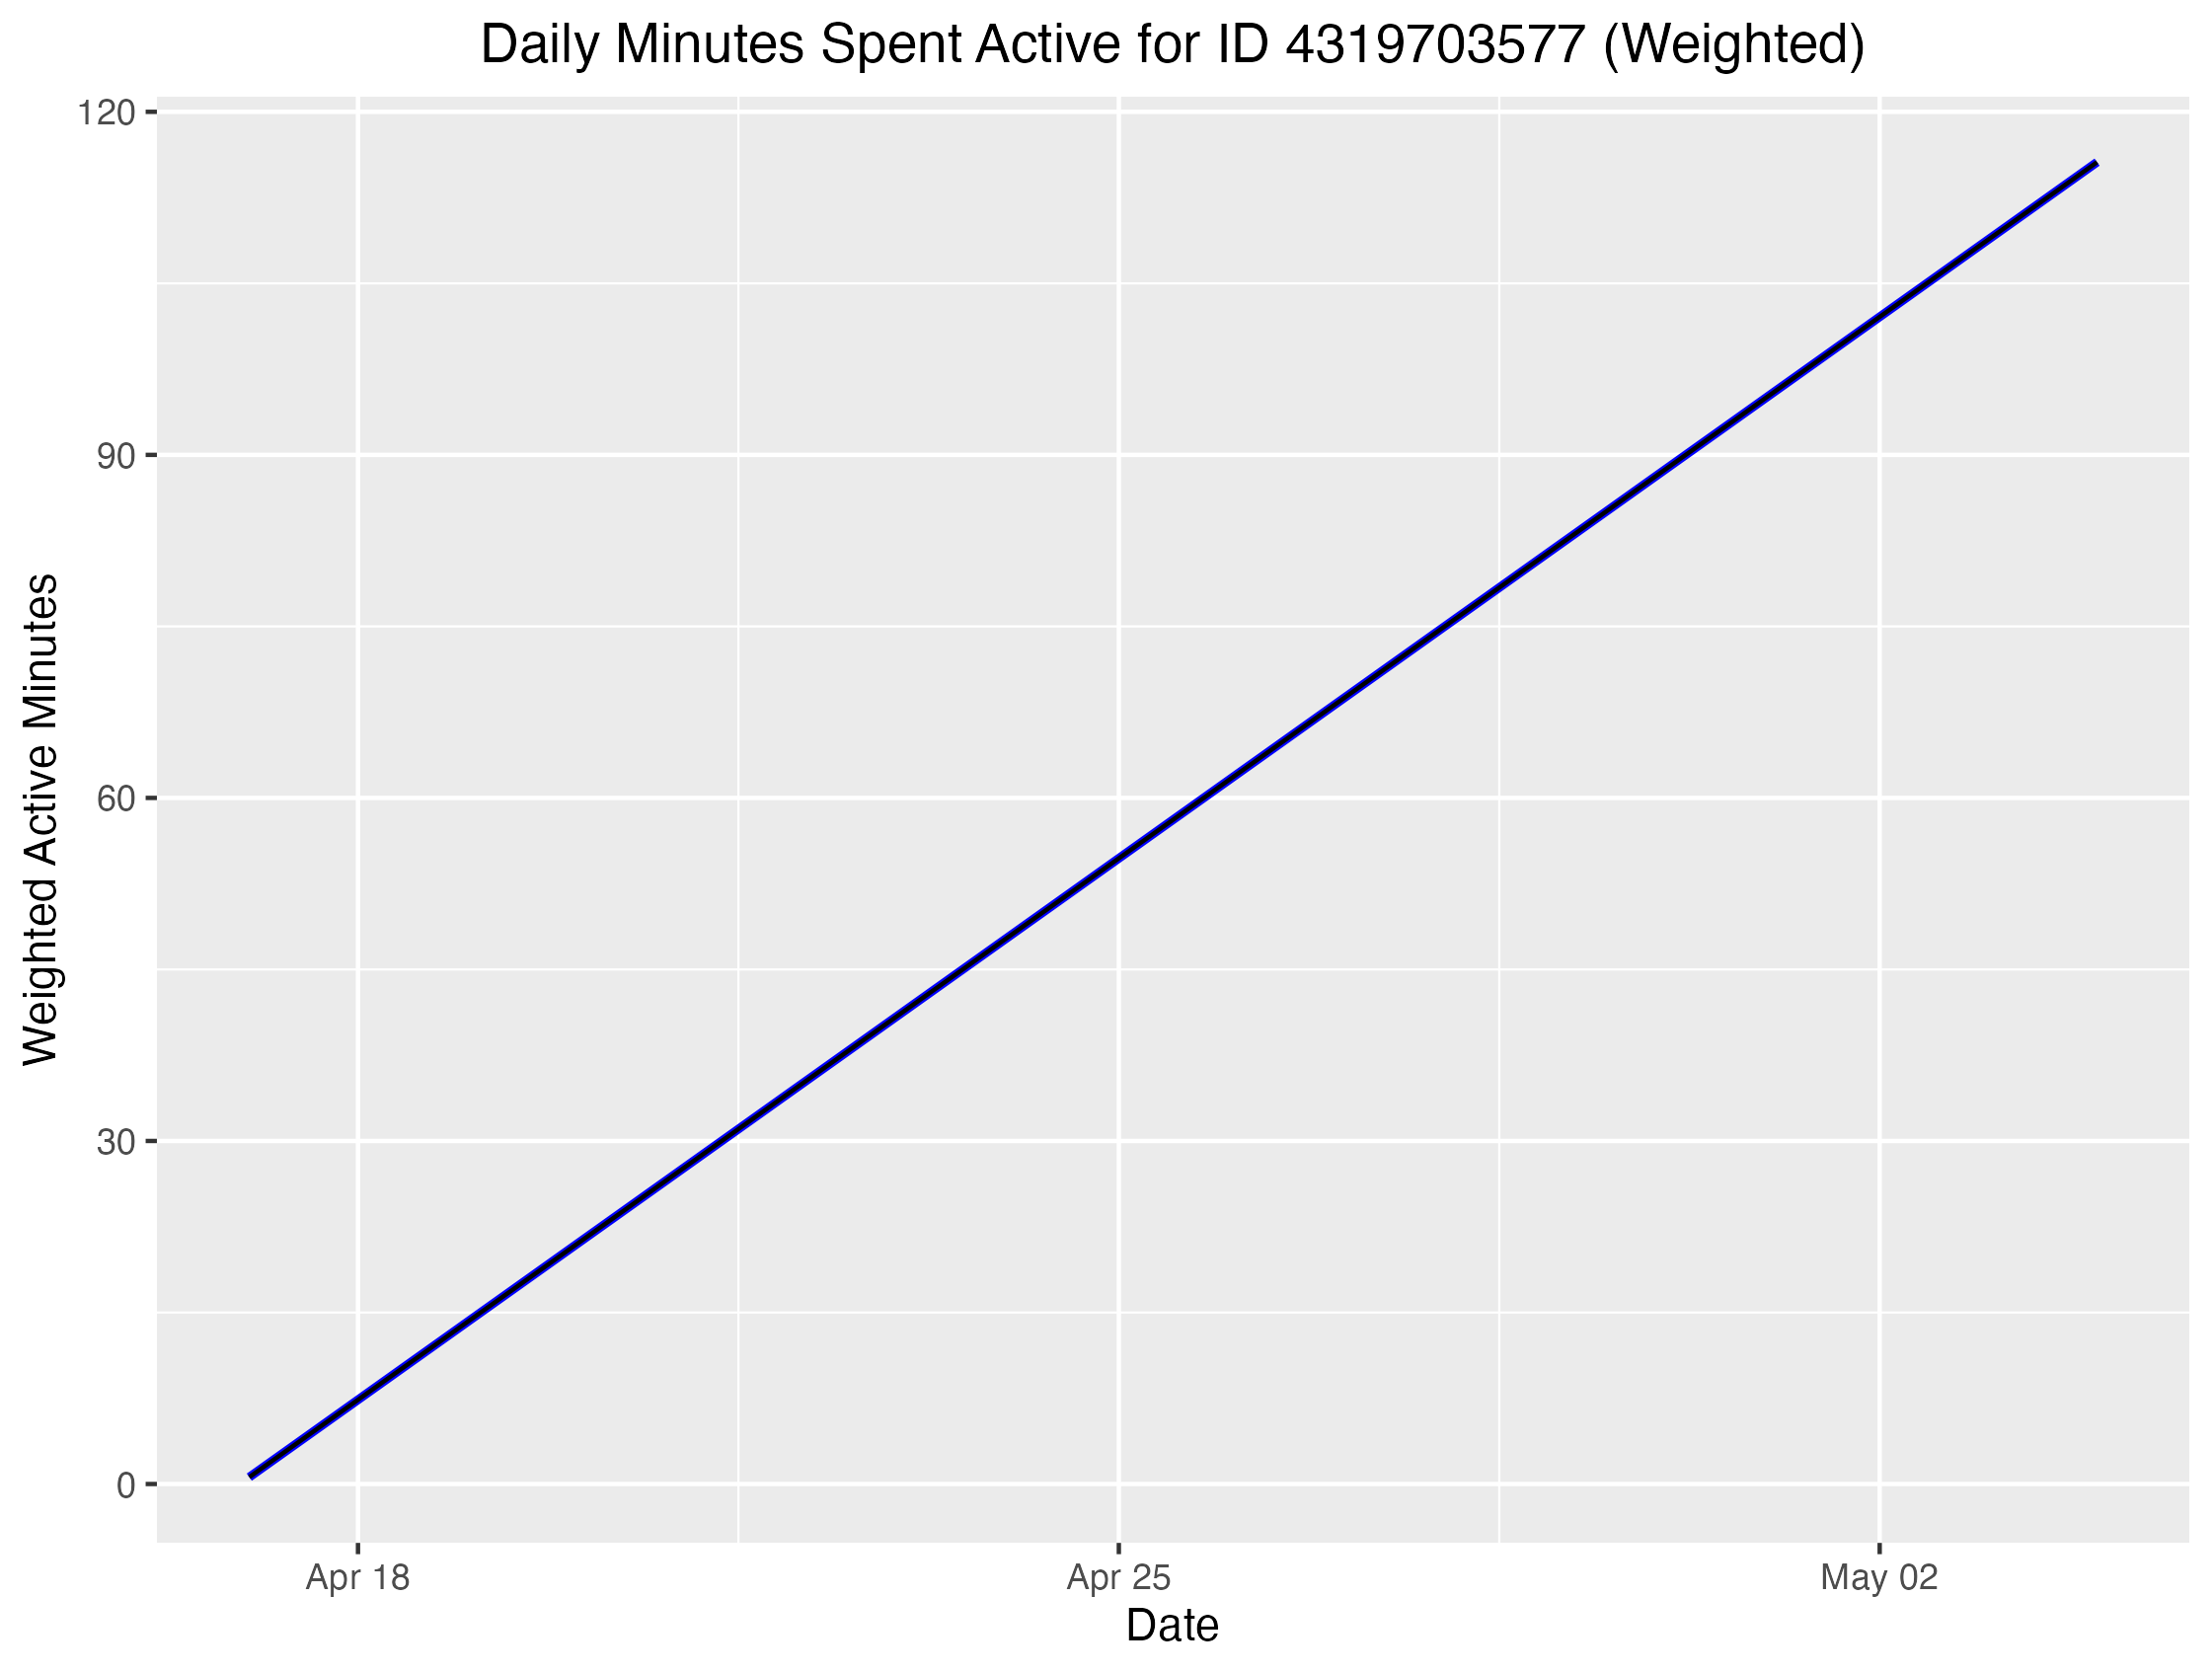 Daily Minutes Spent Active for ID 4319703577 (Weighted)
120
90
60
30
0
Weighted Active Minutes
Apr 18
Apr 25
May 02
Date